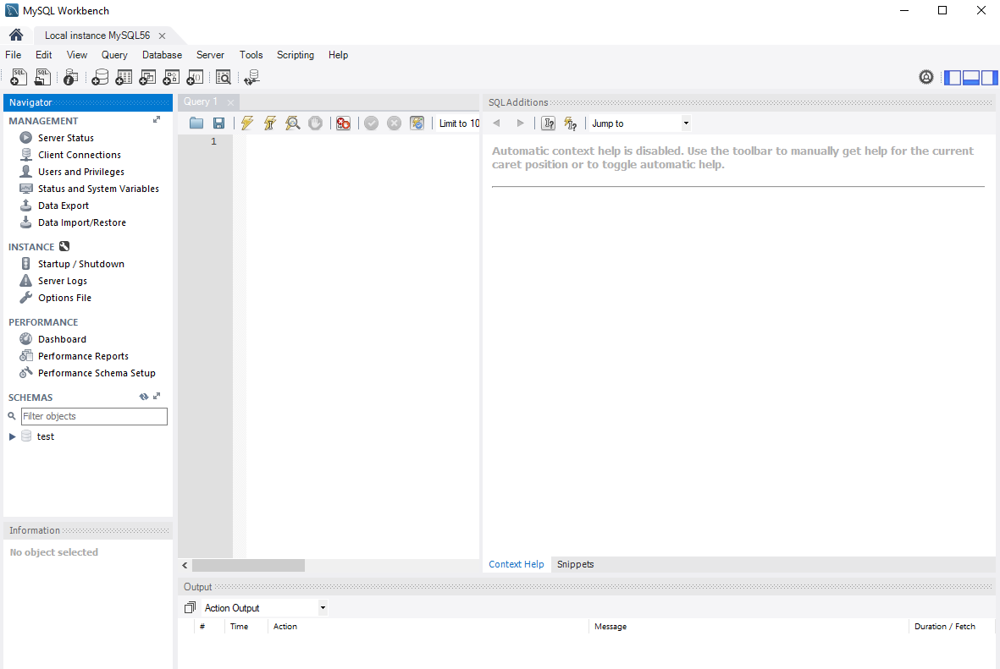 MySQL Workbench
Local instance MySQL56
File Edit View Query Database Server Tools Scripting Help
SQL SQL
Navigator
MANAGEMENT
Server Status
Client Connections
Users and Privileges
Status and System Variables
Data Export
Data Import/Restore
INSTANCE
Startup / Shutdown
Server Logs
Options File
PERFORMANCE
Dashboard
Performance Reports
Performance Schema Setup
SCHEMAS
Filter objects
test
Information
No object selected
Query 1
Limit to 10
1
SQLAdditions
Jump to
Automatic context help is disabled. Use the toolbar to manually get help for the current
caret position or to toggle automatic help.
Context Help Snippets
Output
Action Output
# Time Action Message Duration / Fetch